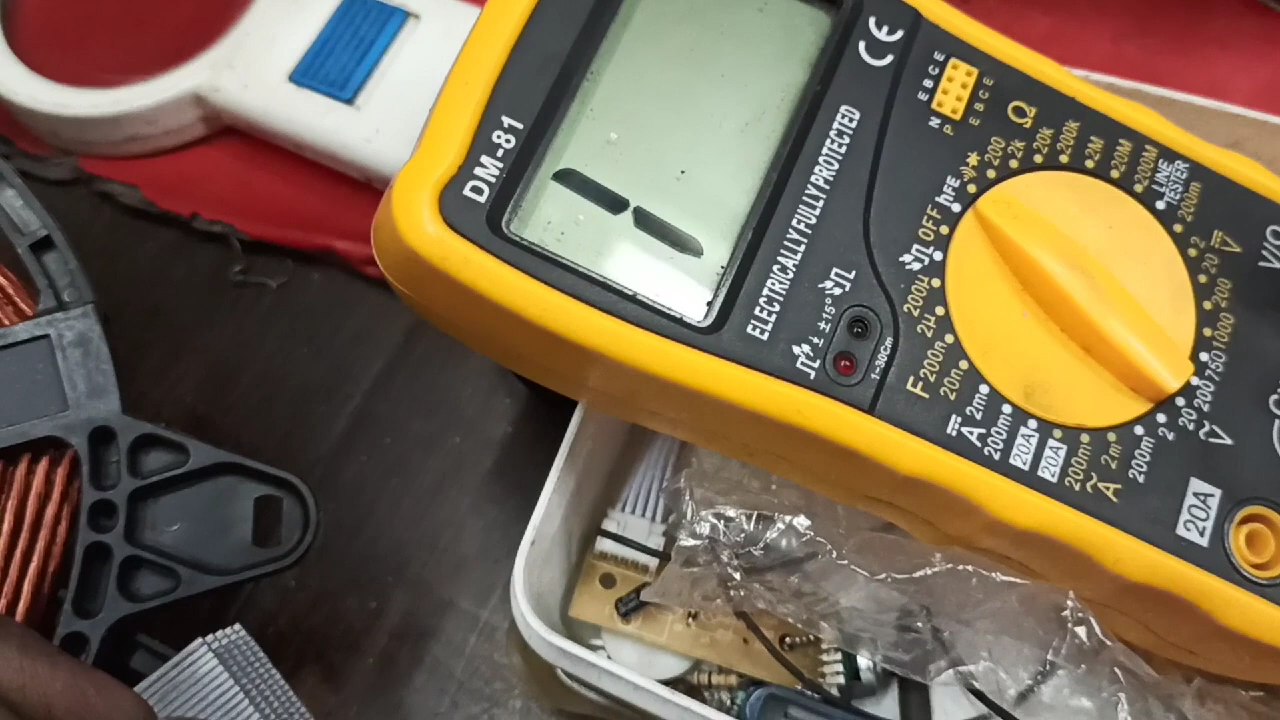 DM-81
1
ELECTRICALLY FULLY PROTECTED
CE
E B C E
N
P
E B C E
Ω
200
2k
20k
200k
2M
20M
200M
LINE
TESTER
hFE
OFF
200m
2
20
200
1000
V
750
200
20
2
200m
V
F
200µ
2µ
200n
20n
A
2m
200m
20A
20A
200m
2m
A
± 15°
1~30Cm
20A